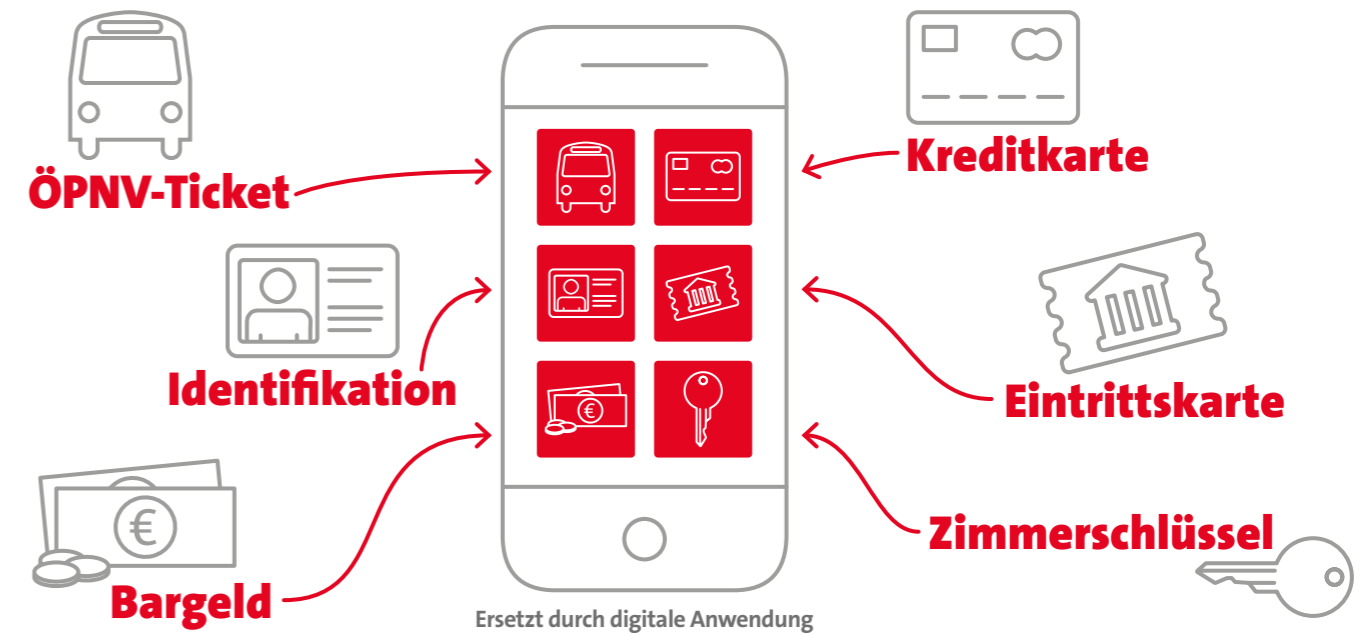 ÖPNV-Ticket
Kreditkarte
Identifikation
Eintrittskarte
Bargeld
€
€
Zimmerschlüssel
Ersetzt durch digitale Anwendung